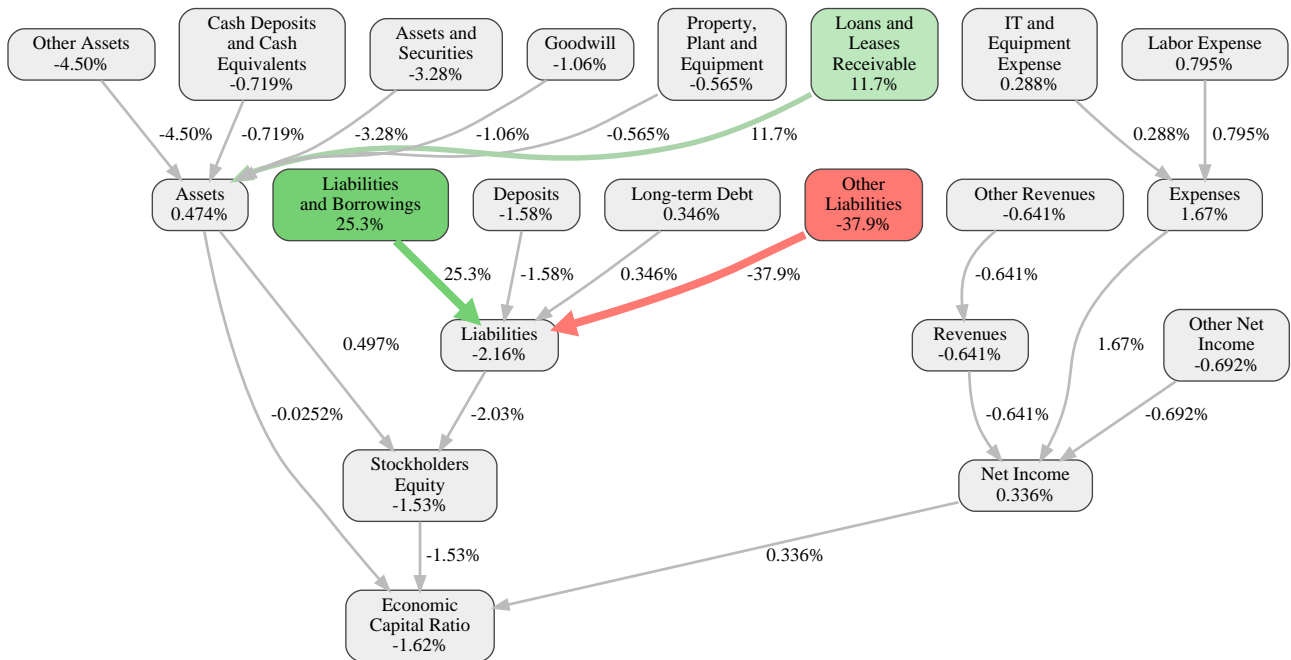 Other Assets
-4.50%
Cash Deposits
and Cash
Equivalents
-0.719%
Assets and
Securities
-3.28%
Goodwill
-1.06%
Property,
Plant and
Equipment
-0.565%
Loans and
Leases
Receivable
11.7%
IT and
Equipment
Expense
0.288%
Labor Expense
0.795%
-4.50%
-0.719%
-3.28%
-1.06%
-0.565%
11.7%
0.288%
0.795%
Assets
0.474%
Liabilities
and Borrowings
25.3%
Deposits
-1.58%
Long-term Debt
0.346%
Other
Liabilities
-37.9%
Other Revenues
-0.641%
Expenses
1.67%
25.3%
-1.58%
0.346%
-37.9%
-0.641%
0.497%
Liabilities
-2.16%
Revenues
-0.641%
1.67%
Other Net
Income
-0.692%
-0.0252%
-2.03%
-0.641%
-0.692%
Stockholders
Equity
-1.53%
Net Income
0.336%
-1.53%
0.336%
Economic
Capital Ratio
-1.62%